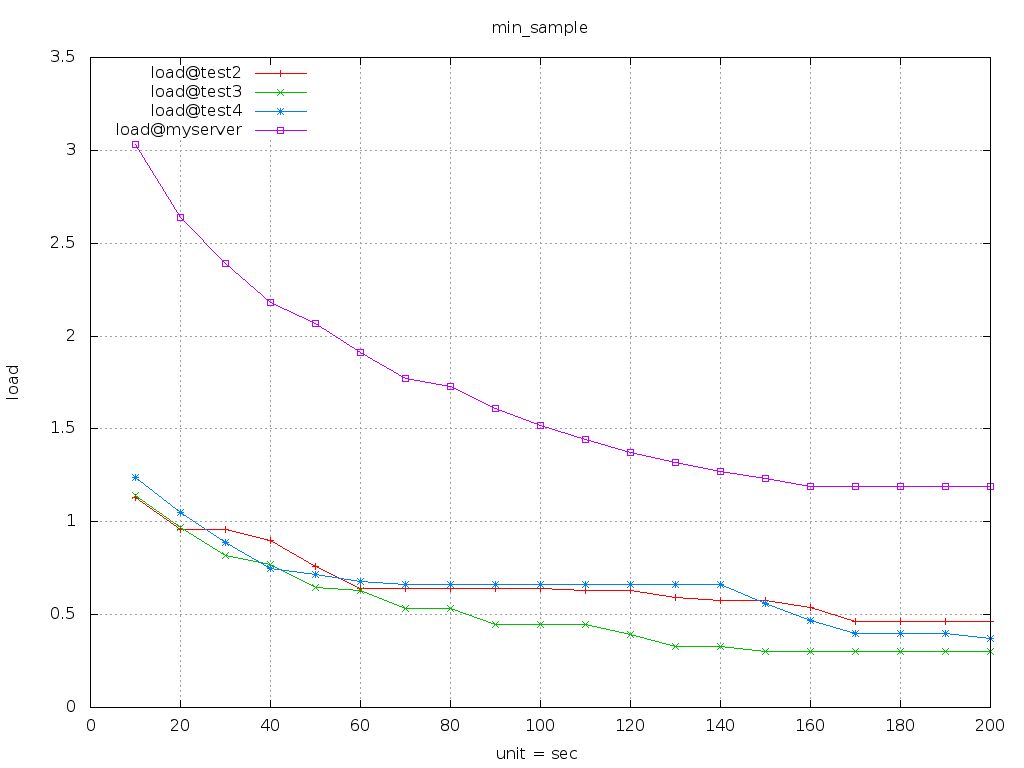 min_sample
3.5
3
2.5
2
1.5
1
0.5
0
load
load@test2
load@test3
load@test4
load@myserver
0 20 40 60 80 100 120 140 160 180 200
unit = sec